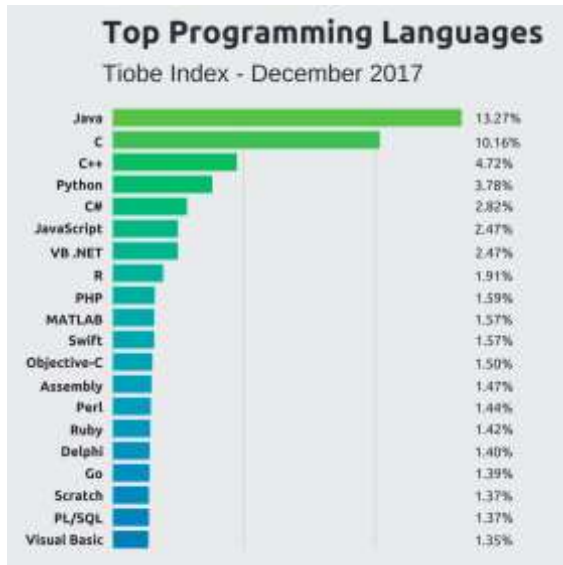 Top Programming Languages
Tiobe Index - December 2017
Java 13.27%
C 10.16%
C++ 4.72%
Python 3.78%
C# 2.82%
JavaScript 2.47%
VB .NET 2.47%
R 1.91%
PHP 1.59%
MATLAB 1.57%
Swift 1.57%
Objective-C 1.50%
Assembly 1.47%
Perl 1.44%
Ruby 1.42%
Delphi 1.40%
Go 1.39%
Scratch 1.37%
PL/SQL 1.37%
Visual Basic 1.35%